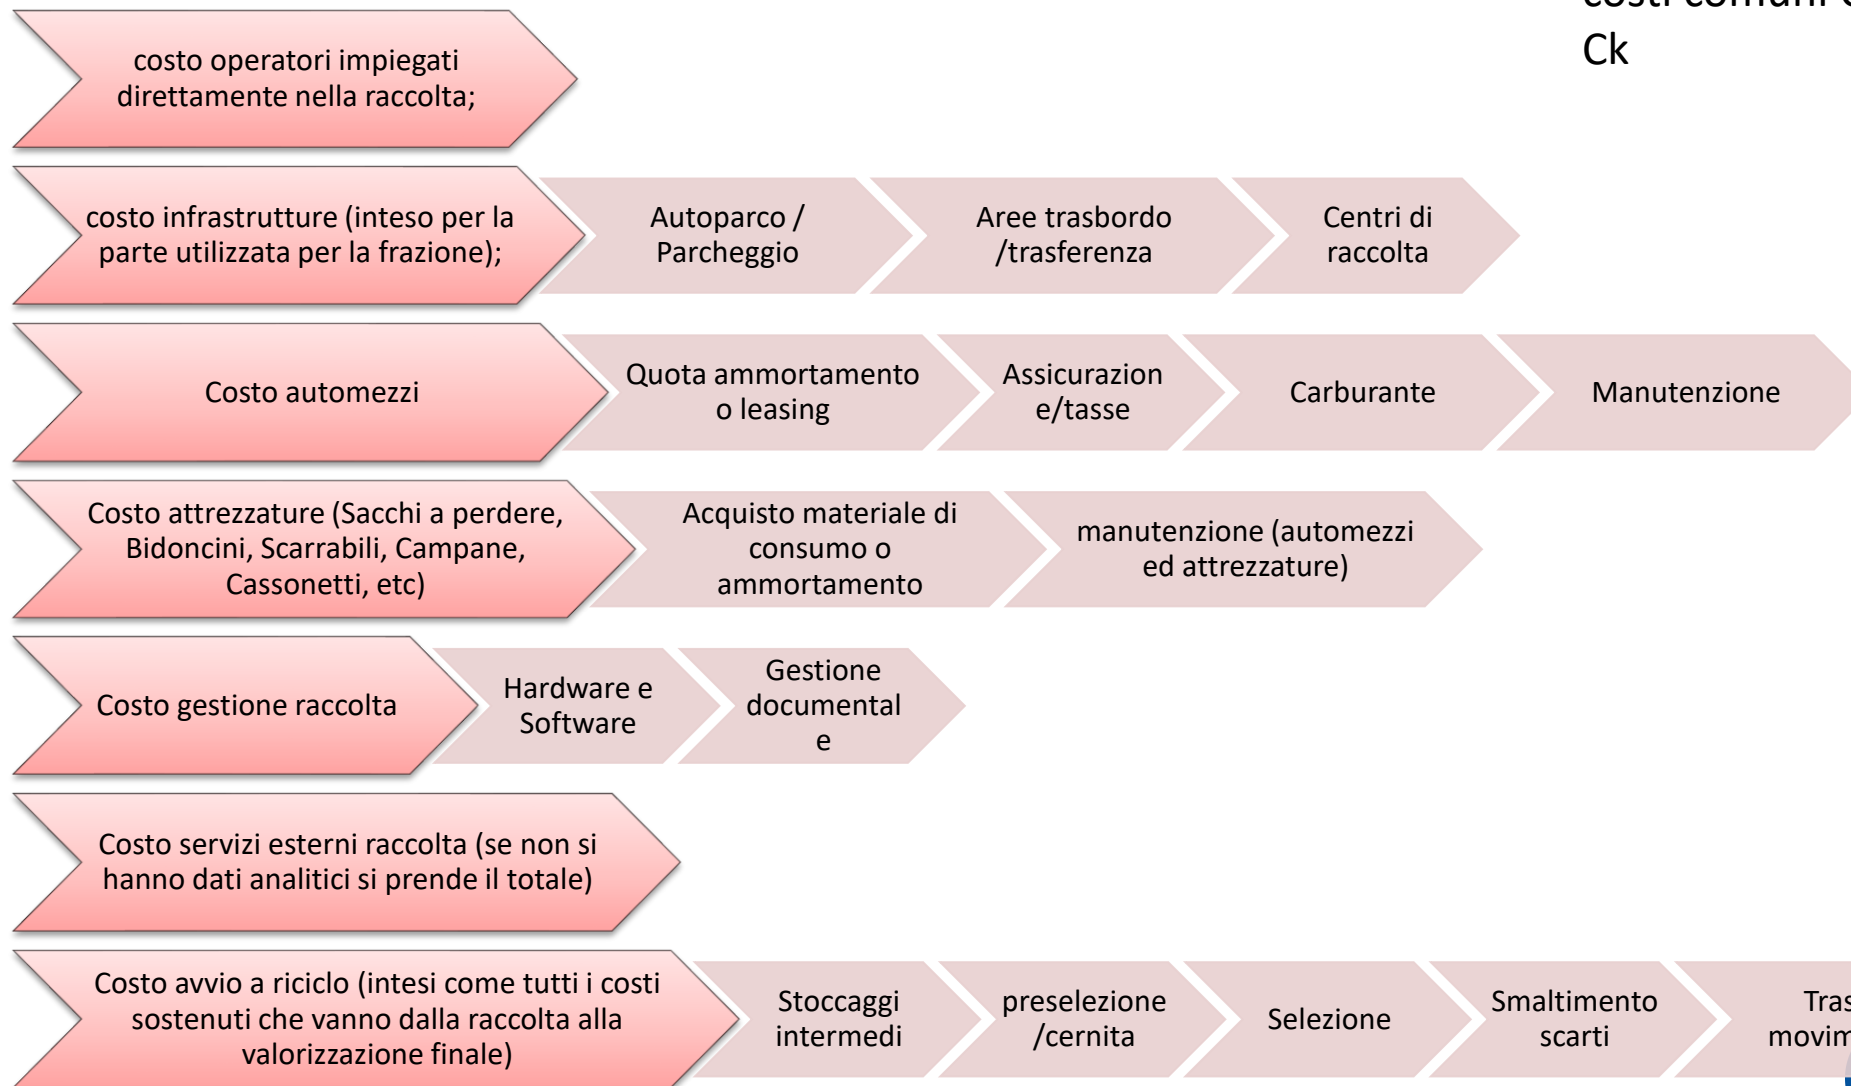 costi comuni
Ck
costo operatori impiegati
direttamente nella raccolta;
costo infrastrutture (inteso per la
parte utilizzata per la frazione);
Autoparco /
Parcheggio
Aree trasbordo
/trasferenza
Centri di
raccolta
Costo automezzi
Quota ammortamento
o leasing
Assicurazion
e/tasse
Carburante
Manutenzione
Costo attrezzature (Sacchi a perdere,
Bidoncini, Scarrabili, Campane,
Cassonetti, etc)
Acquisto materiale di
consumo o
ammortamento
manutenzione (automezzi
ed attrezzature)
Costo gestione raccolta
Hardware e
Software
Gestione
documental
e
Costo servizi esterni raccolta (se non si
hanno dati analitici si prende il totale)
Costo avvio a riciclo (intesi come tutti i costi
sostenuti che vanno dalla raccolta alla
valorizzazione finale)
Stoccaggi
intermedi
preselezione
/cernita
Selezione
Smaltimento
scarti